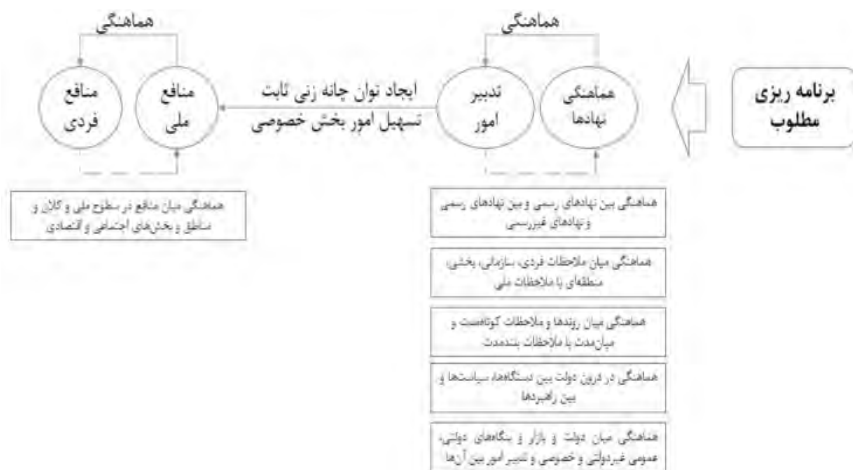 برنامه ریزی
مطلوب
هماهنگی
هماهنگی
نهادها
تدبیر
امور
ایجاد توان چانه زنی ثابت
تسهیل امور بخش خصوصی
هماهنگی
منافع
ملی
منافع
فردی
هماهنگی بین نهادهای رسمی و بین نهادهای رسمی
و نهادهای غیررسمی
هماهنگی میان ملاحظات فردی، سازمانی، بخشی،
منطقه‌ای با ملاحظات ملی
هماهنگی میان روندها و ملاحظات کوتاه‌مدت و
میان‌مدت با ملاحظات بلندمدت
هماهنگی در درون دولت بین دستگاه‌ها، سیاست‌ها و
بین راهبردها
هماهنگی میان دولت و بازار و بنگاه‌های دولتی،
عمومی غیردولتی و خصوصی و تدبیر امور بین آن‌ها
هماهنگی میان منافع در سطوح ملی و کلان و
مناطق و بخش‌های اجتماعی و اقتصادی